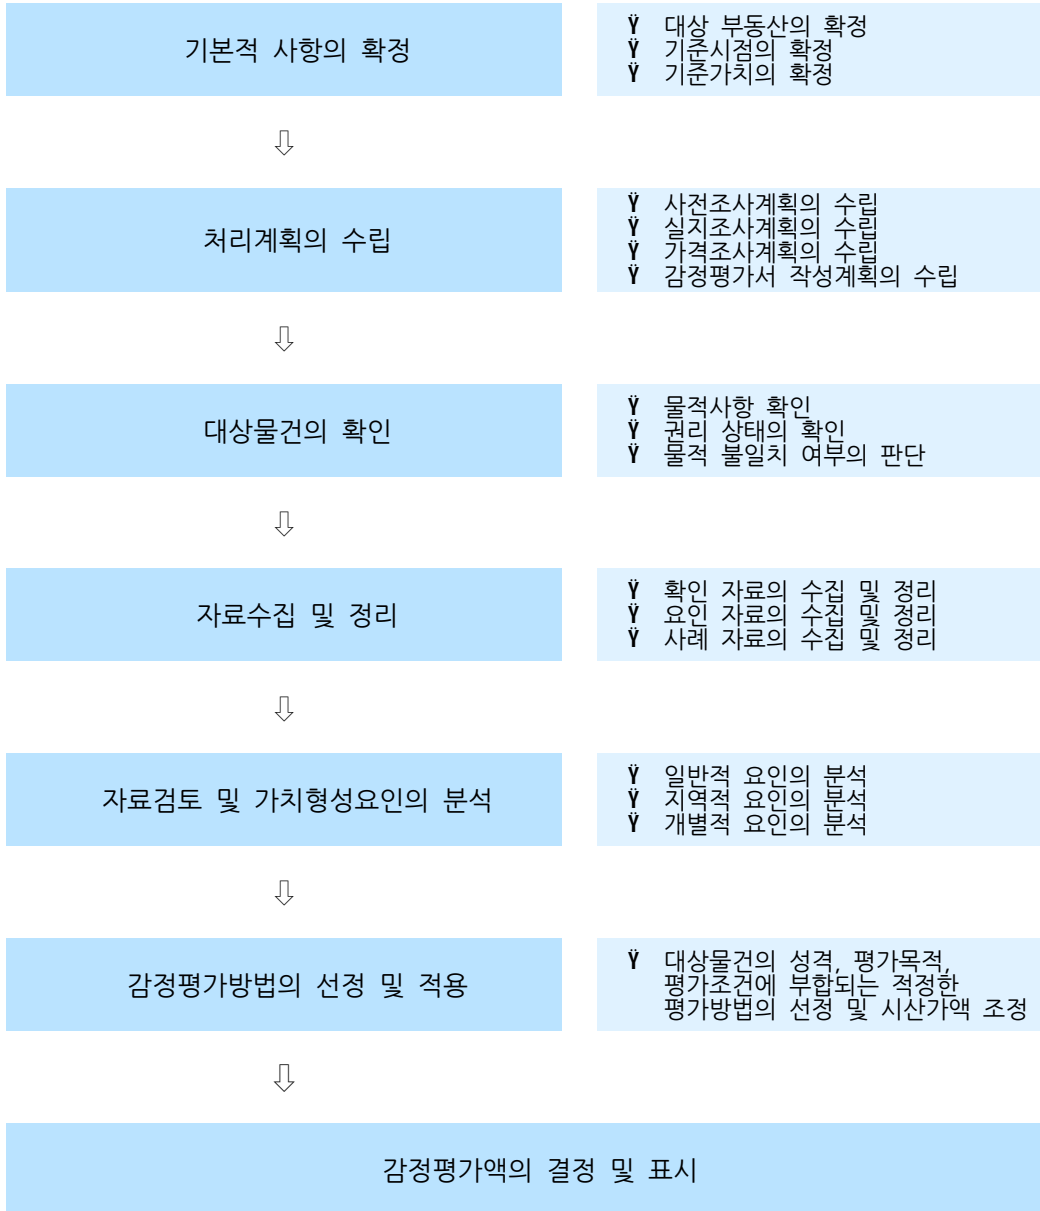 기본적 사항의 확정
Ÿ 대상 부동산의 확정
Ÿ 기준시점의 확정
Ÿ 기준가치의 확정
⇩
처리계획의 수립
Ÿ 사전조사계획의 수립
Ÿ 실지조사계획의 수립
Ÿ 가격조사계획의 수립
Ÿ 감정평가서 작성계획의 수립
⇩
대상물건의 확인
Ÿ 물적사항 확인
Ÿ 권리 상태의 확인
Ÿ 물적 불일치 여부의 판단
⇩
자료수집 및 정리
Ÿ 확인 자료의 수집 및 정리
Ÿ 요인 자료의 수집 및 정리
Ÿ 사례 자료의 수집 및 정리
⇩
자료검토 및 가치형성요인의 분석
Ÿ 일반적 요인의 분석
Ÿ 지역적 요인의 분석
Ÿ 개별적 요인의 분석
⇩
감정평가방법의 선정 및 적용
Ÿ 대상물건의 성격, 평가목적,
평가조건에 부합되는 적정한
평가방법의 선정 및 시산가액 조정
⇩
감정평가액의 결정 및 표시